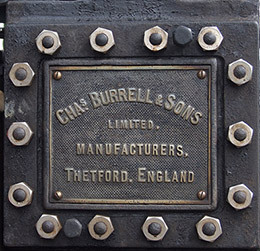 CHAS BURRELL & SONS
LIMITED.
MANUFACTURERS.
THETFORD, ENGLAND